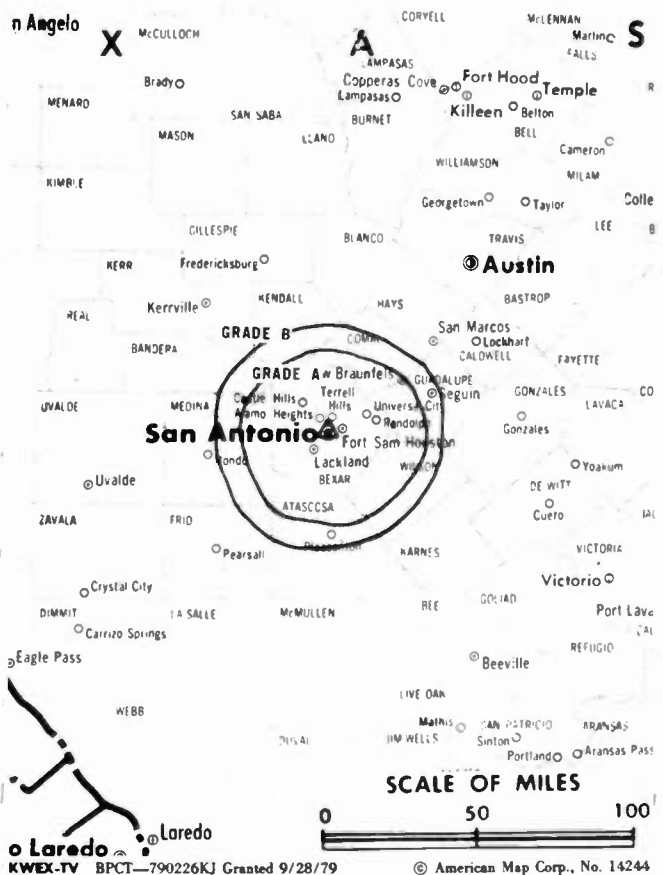 n Angelo
X
A
S
McCULLOCH
CORYELL
McLENNAN
Marlin
FALLS
LAMPASAS
Brady
Copperas Cove
Fort Hood
Temple
Lampasas
Killeen
Belton
MENARD
SAN SABA
BURNET
BELL
MASON
LLANO
Cameron
WILLIAMSON
MILAM
KIMBLE
Georgetown
Taylor
Colle
GILLESPIE
BLANCO
TRAVIS
LEE
B
KERR
Fredericksburg
Austin
Kerrville
KENDALL
HAYS
BASTROP
REAL
GRADE B
San Marcos
Lockhart
BANDERA
COMAL
CALDWELL
FAYETTE
GRADE A
w Braunfels
GUADALUPE
Seguin
UVALDE
MEDINA
Castle Hills
Terrell
Hills
GONZALES
LAVACA
CO
Alamo Heights
Universal City
Randolph
Gonzales
San Antonio
Fort Sam Houston
Hondo
Lackland
WILSON
Yoakum
BEXAR
Uvalde
DE WITT
ATASCOSA
Cuero
ZAVALA
FRIO
Pleasanton
Pearsall
KARNES
VICTORIA
Crystal City
Victorio
DIMMIT
LA SALLE
McMULLEN
BEE
GOLIAD
Port Lava
Carrizo Springs
REFUGIO
Eagle Pass
Beeville
WEBB
LIVE OAK
Mathis
SAN PATRICIO
ARANSAS
DUVAL
JIM WELLS
Sinton
Portland
Aransas Pass
SCALE OF MILES
0 50 100
Laredo
o Laredo
KWEX-TV BPCT—790226KJ Granted 9/28/79
© American Map Corp., No. 14244